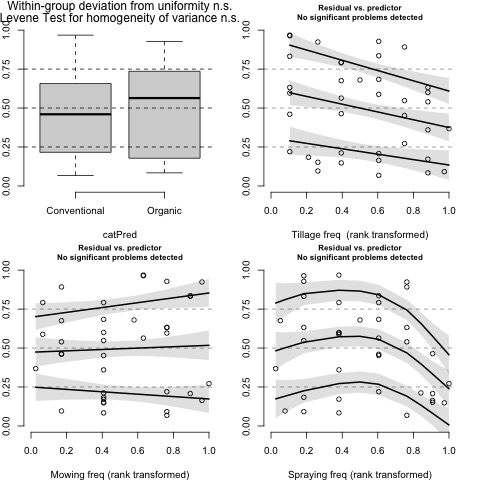 Within-group deviation from uniformity n.s.
Levene Test for homogeneity of variance n.s.
1.00
0.75
0.50
0.25
0.00
Conventional Organic
catPred
Residual vs. predictor
No significant problems detected
1.00
0.75
0.50
0.25
0.00
0.0 0.2 0.4 0.6 0.8 1.0
Tillage freq (rank transformed)
Residual vs. predictor
No significant problems detected
1.00
0.75
0.50
0.25
0.00
0.0 0.2 0.4 0.6 0.8 1.0
Mowing freq (rank transformed)
Residual vs. predictor
No significant problems detected
1.00
0.75
0.50
0.25
0.00
0.0 0.2 0.4 0.6 0.8 1.0
Spraying freq (rank transformed)